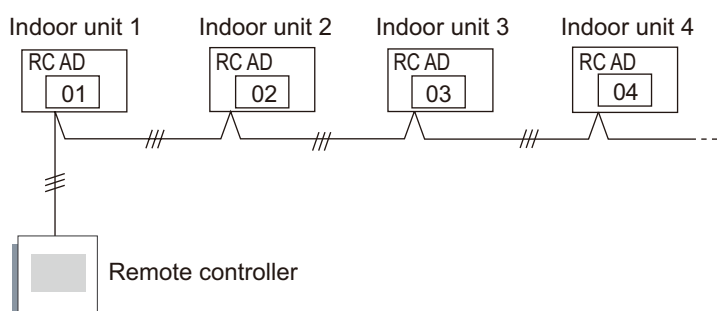 Indoor unit 1 Indoor unit 2 Indoor unit 3 Indoor unit 4
RC AD RC AD RC AD RC AD
01 02 03 04
Remote controller